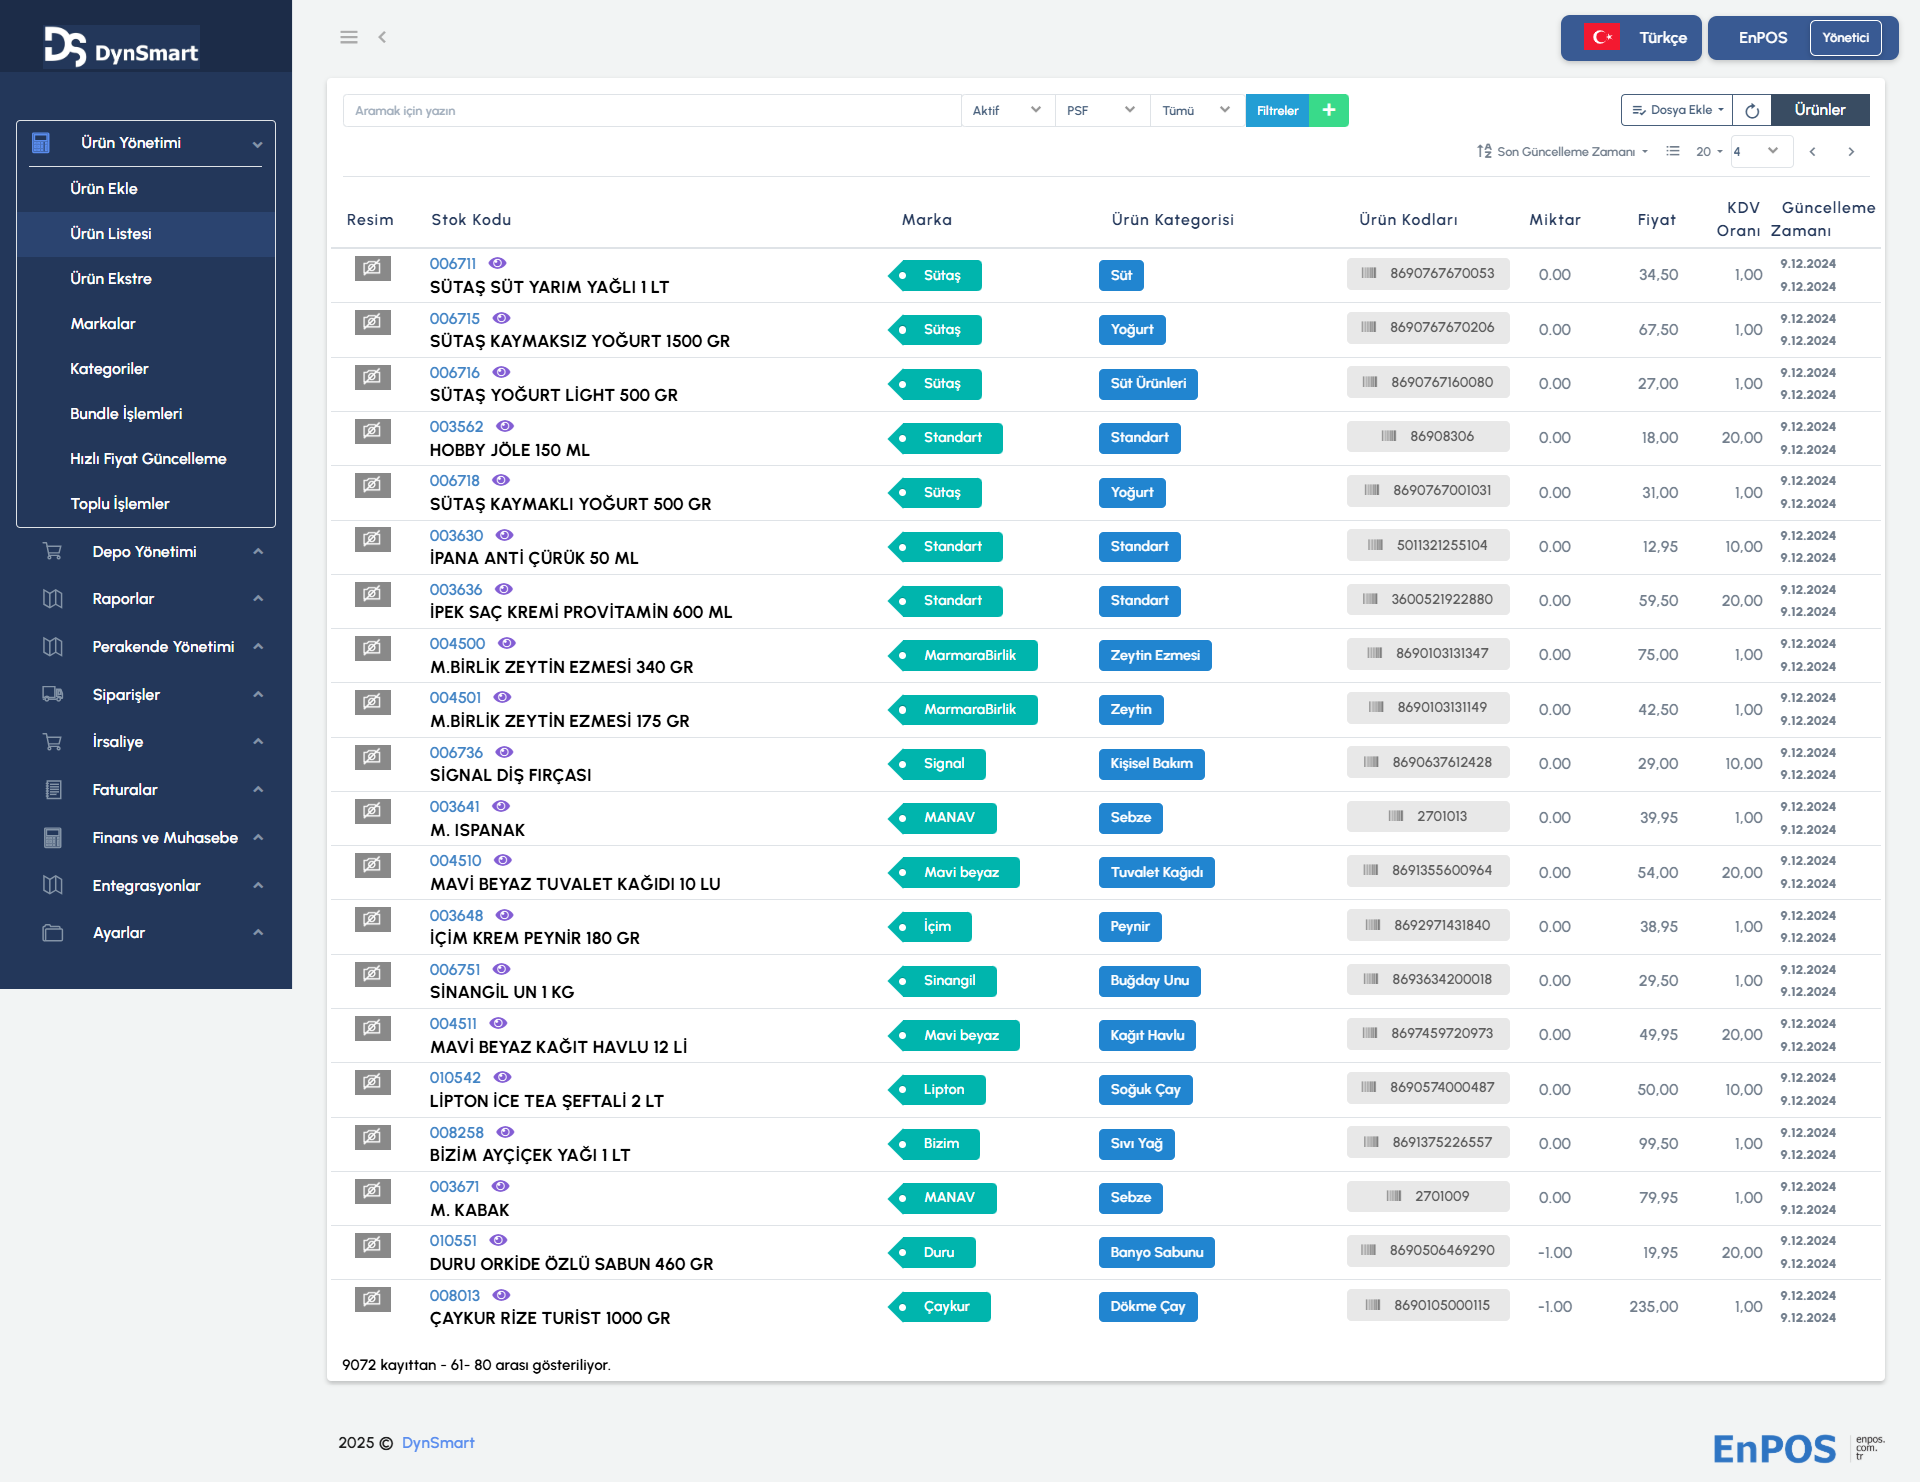 DynSmart
Ürün Yönetimi
Ürün Ekle
Ürün Listesi
Ürün Ekstre
Markalar
Kategoriler
Bundle İşlemleri
Hızlı Fiyat Güncelleme
Toplu İşlemler
Depo Yönetimi
Raporlar
Perakende Yönetimi
Siparişler
İrsaliye
Faturalar
Finans ve Muhasebe
Entegrasyonlar
Ayarlar
Türkçe EnPOS Yönetici
Aramak için yazın Aktif PSF Tümü Filtreler + Dosya Ekle Ürünler
Son Güncelleme Zamanı 20 4
Resim Stok Kodu Marka Ürün Kategorisi Ürün Kodları Miktar Fiyat KDV Oranı Güncelleme Zamanı
006711 9.12.2024
SÜTAŞ SÜT YARIM YAĞLI 1 LT Sütaş Süt 8690767670053 0.00 34,50 1,00 9.12.2024
006715 9.12.2024
SÜTAŞ KAYMAKSIZ YOĞURT 1500 GR Sütaş Yoğurt 8690767670206 0.00 67,50 1,00 9.12.2024
006716 9.12.2024
SÜTAŞ YOĞURT LİGHT 500 GR Sütaş Süt Ürünleri 8690767160080 0.00 27,00 1,00 9.12.2024
003562 9.12.2024
HOBBY JÖLE 150 ML Standart Standart 86908306 0.00 18,00 20,00 9.12.2024
006718 9.12.2024
SÜTAŞ KAYMAKLI YOĞURT 500 GR Sütaş Yoğurt 8690767001031 0.00 31,00 1,00 9.12.2024
003630 9.12.2024
İPANA ANTİ ÇÜRÜK 50 ML Standart Standart 5011321255104 0.00 12,95 10,00 9.12.2024
003636 9.12.2024
İPEK SAÇ KREMİ PROVİTAMİN 600 ML Standart Standart 3600521922880 0.00 59,50 20,00 9.12.2024
004500 9.12.2024
M.BİRLİK ZEYTİN EZMESİ 340 GR MarmaraBirlik Zeytin Ezmesi 8690103131347 0.00 75,00 1,00 9.12.2024
004501 9.12.2024
M.BİRLİK ZEYTİN EZMESİ 175 GR MarmaraBirlik Zeytin 8690103131149 0.00 42,50 1,00 9.12.2024
006736 9.12.2024
SİGNAL DİŞ FIRÇASI Signal Kişisel Bakım 8690637612428 0.00 29,00 10,00 9.12.2024
003641 9.12.2024
M. ISPANAK MANAV Sebze 2701013 0.00 39,95 1,00 9.12.2024
004510 9.12.2024
MAVİ BEYAZ TUVALET KAĞIDI 10 LU Mavi beyaz Tuvalet Kağıdı 8691355600964 0.00 54,00 20,00 9.12.2024
003648 9.12.2024
İÇİM KREM PEYNİR 180 GR İçim Peynir 8692971431840 0.00 38,95 1,00 9.12.2024
006751 9.12.2024
SİNANGİL UN 1 KG Sinangil Buğday Unu 8693634200018 0.00 29,50 1,00 9.12.2024
004511 9.12.2024
MAVİ BEYAZ KAĞIT HAVLU 12 Lİ Mavi beyaz Kağıt Havlu 8697459720973 0.00 49,95 20,00 9.12.2024
010542 9.12.2024
LİPTON İCE TEA ŞEFTALİ 2 LT Lipton Soğuk Çay 8690574000487 0.00 50,00 10,00 9.12.2024
008258 9.12.2024
BİZİM AYÇİÇEK YAĞI 1 LT Bizim Sıvı Yağ 8691375226557 0.00 99,50 1,00 9.12.2024
003671 9.12.2024
M. KABAK MANAV Sebze 2701009 0.00 79,95 1,00 9.12.2024
010551 9.12.2024
DURU ORKİDE ÖZLÜ SABUN 460 GR Duru Banyo Sabunu 8690506469290 -1.00 19,95 20,00 9.12.2024
008013 9.12.2024
ÇAYKUR RİZE TURİST 1000 GR Çaykur Dökme Çay 8690105000115 -1.00 235,00 1,00 9.12.2024
9072 kayıttan - 61- 80 arası gösteriliyor.
2025 © DynSmart
EnPOS
enpos.
com.
tr